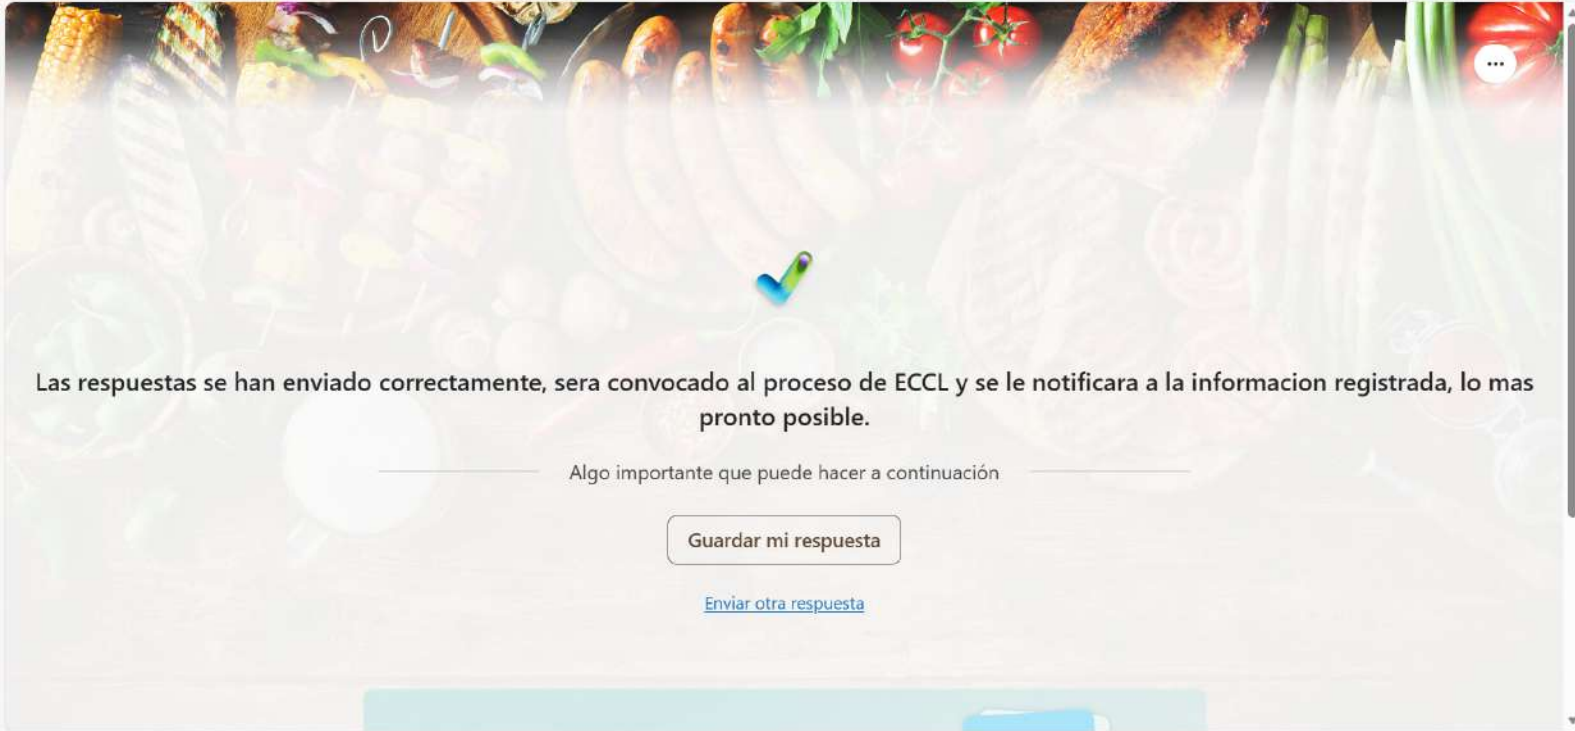 Las respuestas se han enviado correctamente, sera convocado al proceso de ECCL y se le notificara a la informacion registrada, lo mas
pronto posible.
Algo importante que puede hacer a continuación
Guardar mi respuesta
Enviar otra respuesta